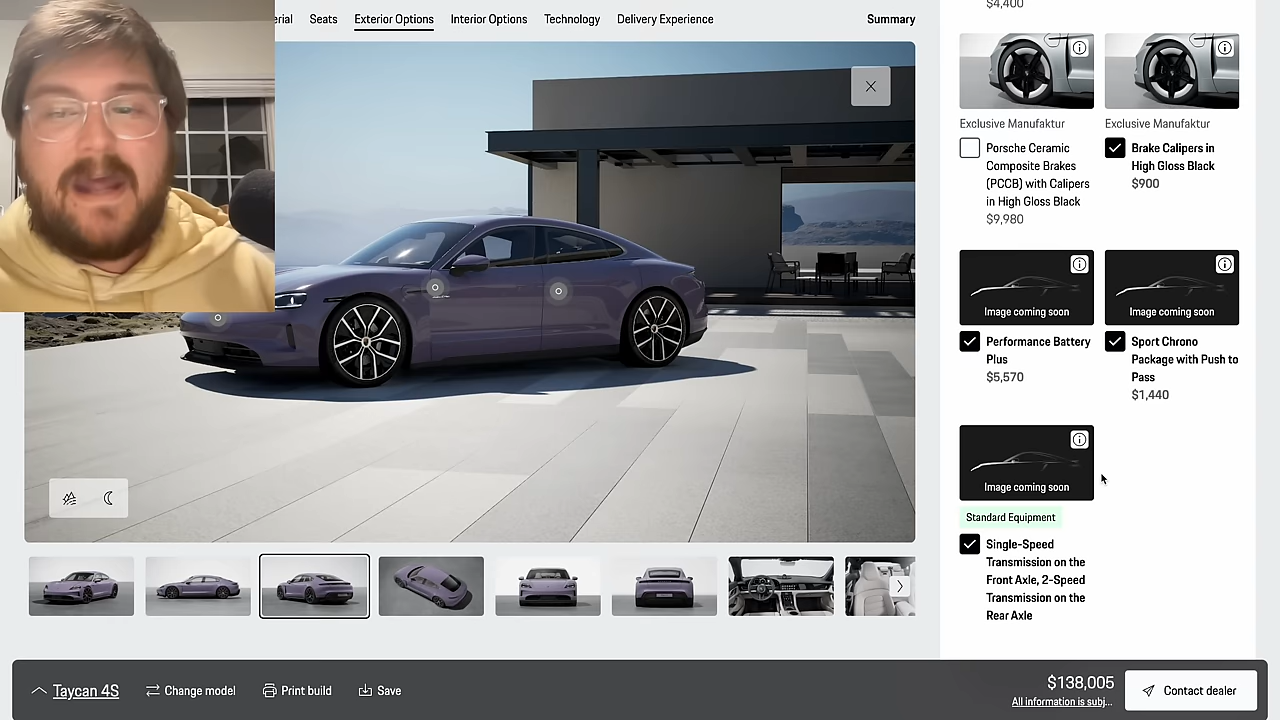 erial
Seats
Exterior Options
Interior Options
Technology
Delivery Experience
Summary
$4,400
Exclusive Manufaktur
Porsche Ceramic
Composite Brakes
(PCCB) with Calipers
in High Gloss Black
$9,980
Exclusive Manufaktur
Brake Calipers in
High Gloss Black
$900
Image coming soon
Performance Battery
Plus
$5,570
Image coming soon
Sport Chrono
Package with Push to
Pass
$1,440
Image coming soon
Standard Equipment
Single-Speed
Transmission on the
Front Axle, 2-Speed
Transmission on the
Rear Axle
Taycan 4S
Change model
Print build
Save
$138,005
All information is subj...
Contact dealer